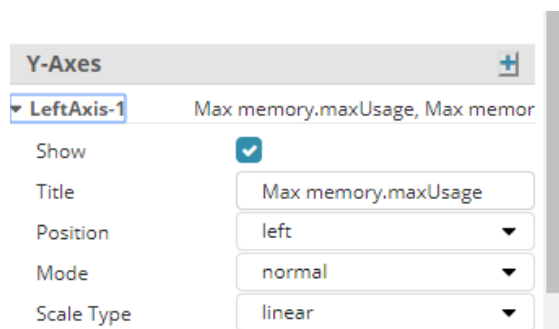 Y-Axes
LeftAxis-1 Max memory.maxUsage, Max memor
Show
Title Max memory.maxUsage
Position left
Mode normal
Scale Type linear